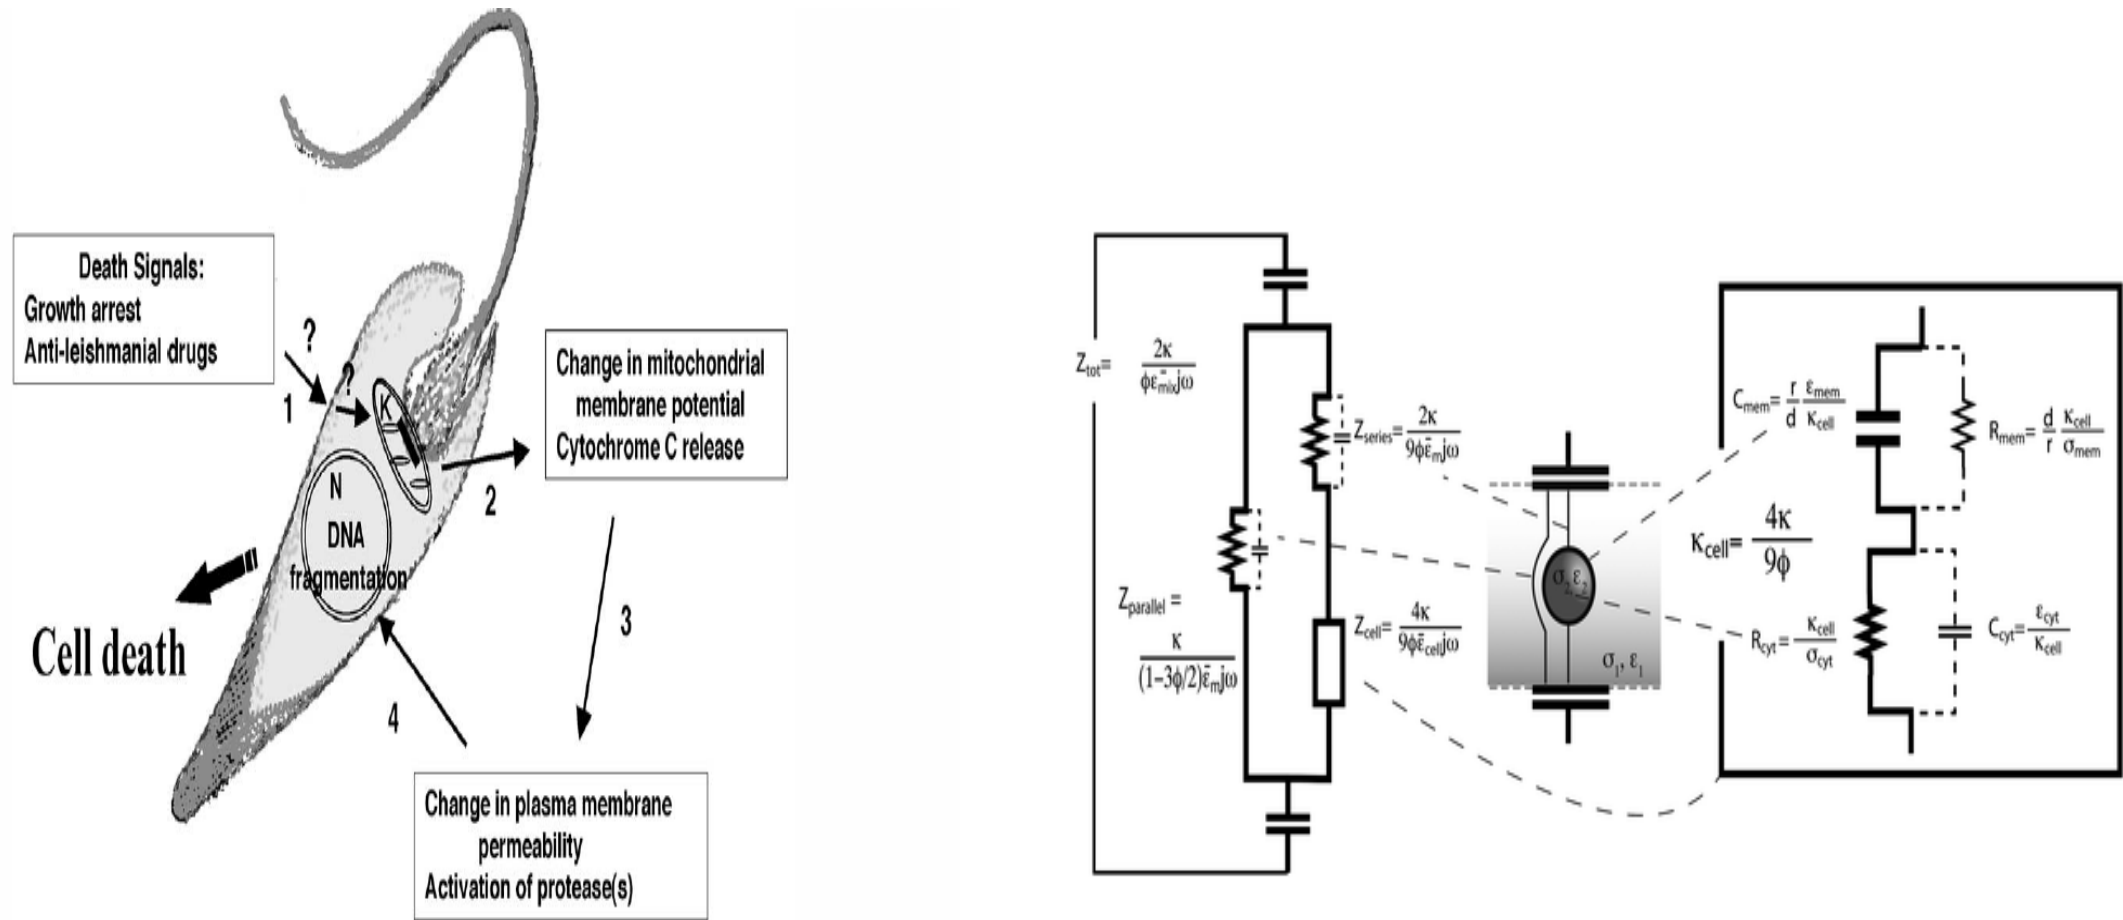 Death Signals:
Growth arrest
Anti-leishmanial drugs
?
?
1
K
Change in mitochondrial
membrane potential
Cytochrome C release
2
N
DNA
fragmentation
Cell death
3
4
Change in plasma membrane
permeability
Activation of protease(s)
Z_tot= 2κ / φε̄_mix jω
Z_series= 2κ / 9φε̄_m jω
Z_parallel =
κ / (1-3φ/2)ε̄_m jω
Z_cell= 4κ / 9φε̄_cell jω
σ_2, ε_2
σ_1, ε_1
C_mem= r/d ε_mem/κ_cell
R_mem= d/r κ_cell/σ_mem
κ_cell= 4κ / 9φ
R_cyt= κ_cell / σ_cyt
C_cyt= ε_cyt / κ_cell